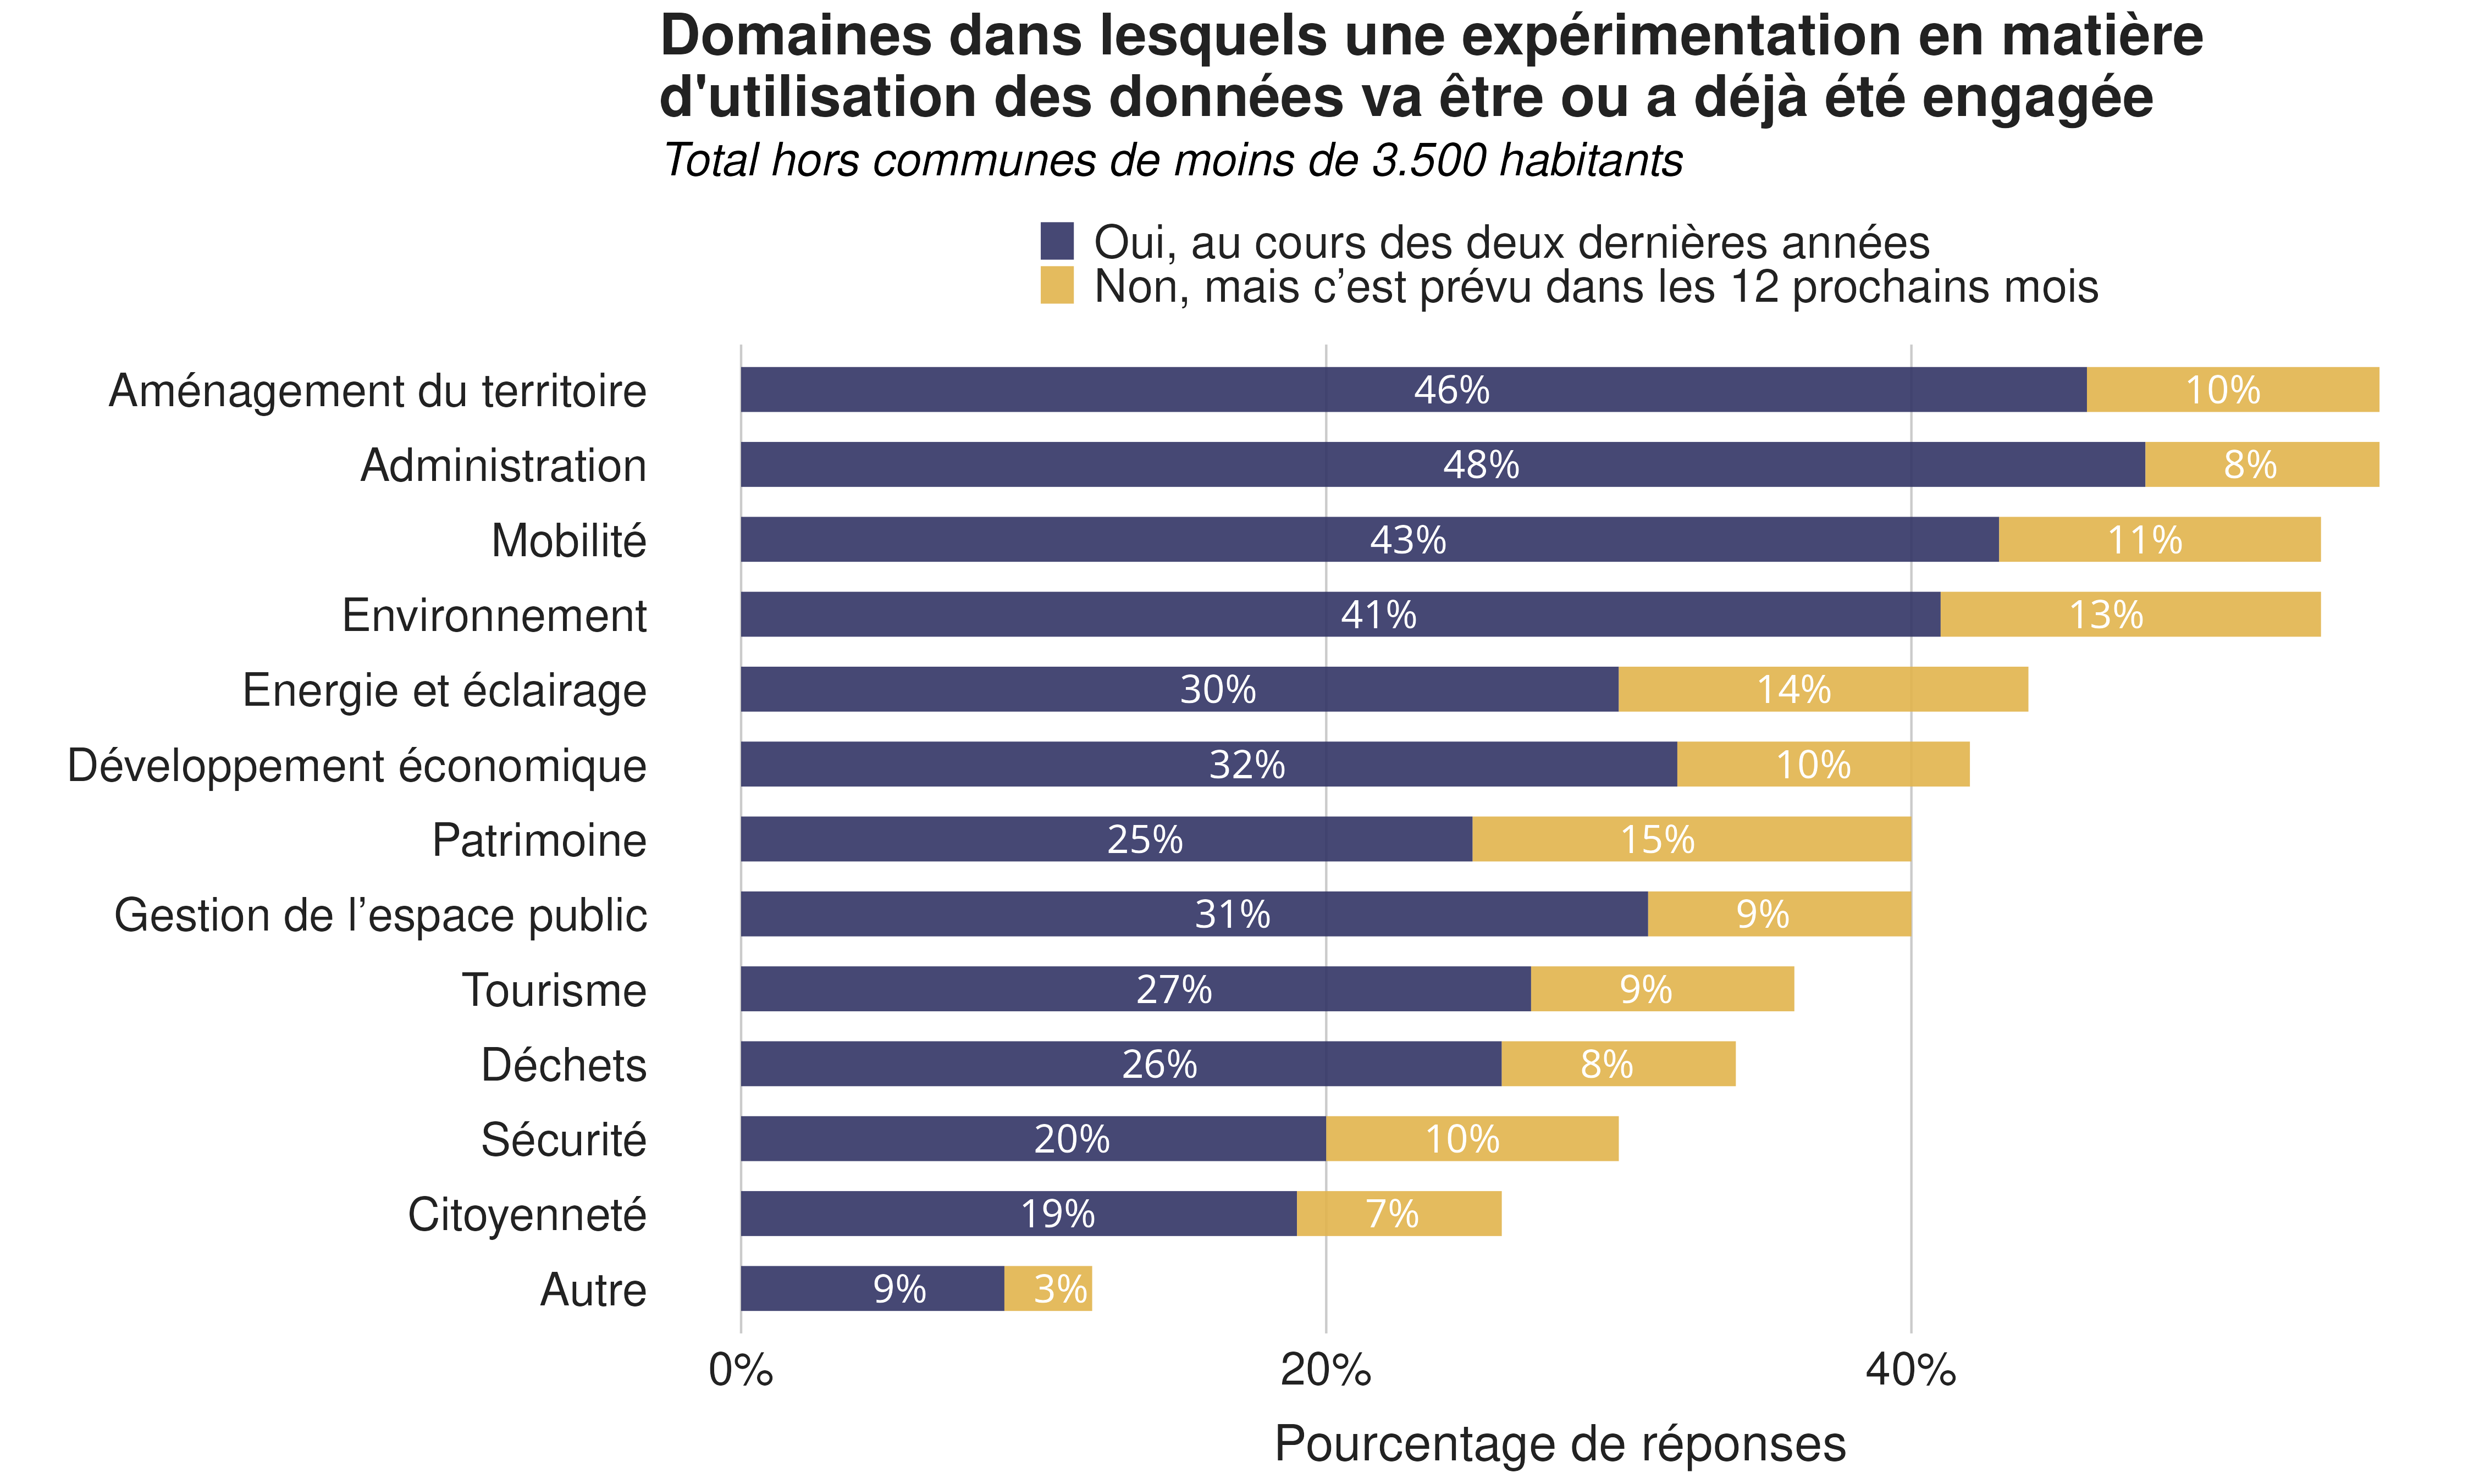 Domaines dans lesquels une expérimentation en matière
d'utilisation des données va être ou a déjà été engagée
Total hors communes de moins de 3.500 habitants
Oui, au cours des deux dernières années
Non, mais c’est prévu dans les 12 prochains mois
Aménagement du territoire 46% 10%
Administration 48% 8%
Mobilité 43% 11%
Environnement 41% 13%
Energie et éclairage 30% 14%
Développement économique 32% 10%
Patrimoine 25% 15%
Gestion de l’espace public 31% 9%
Tourisme 27% 9%
Déchets 26% 8%
Sécurité 20% 10%
Citoyenneté 19% 7%
Autre 9% 3%
0% 20% 40%
Pourcentage de réponses